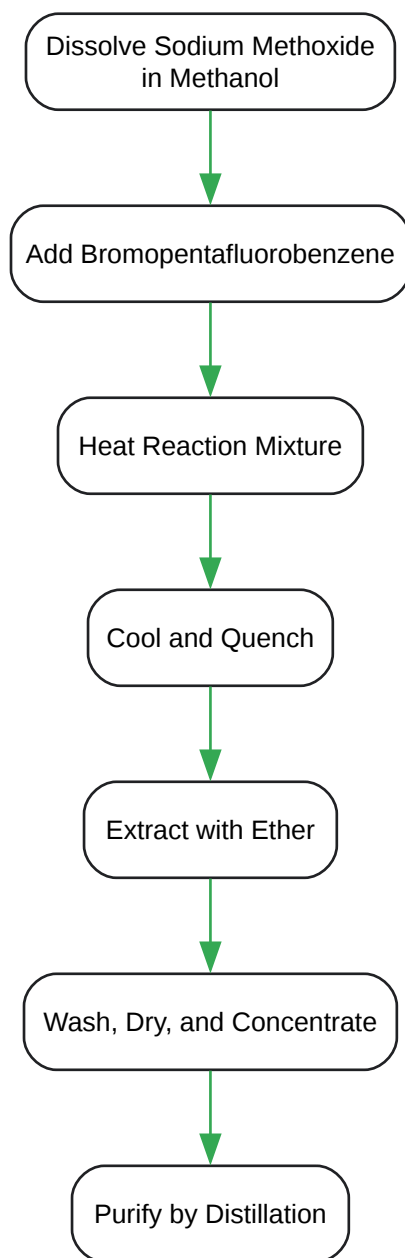 Dissolve Sodium Methoxide
in Methanol
Add Bromopentafluorobenzene
Heat Reaction Mixture
Cool and Quench
Extract with Ether
Wash, Dry, and Concentrate
Purify by Distillation